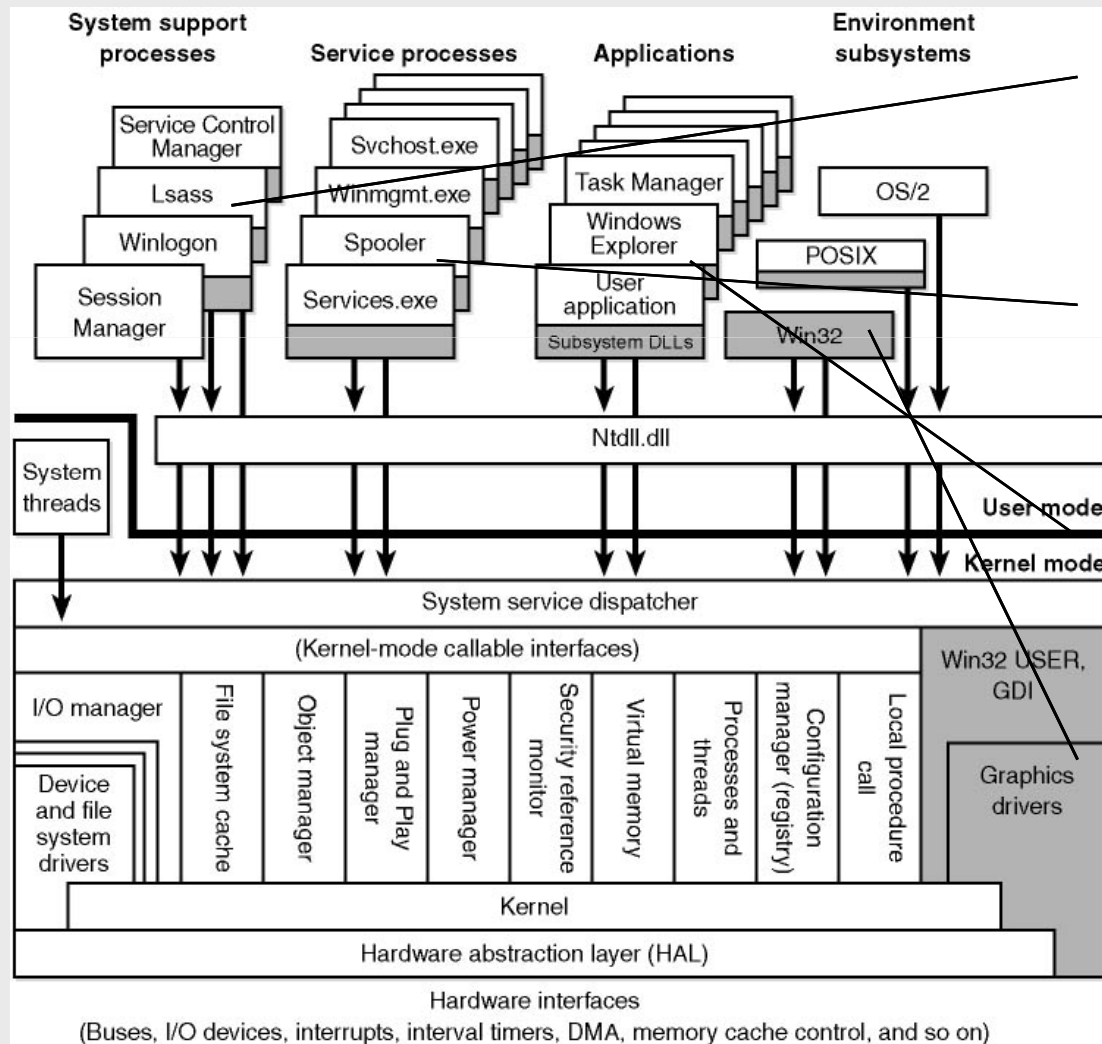 System support
processes
Service processes
Applications
Environment
subsystems
Service Control
Manager
Lsass
Winlogon
Session
Manager
Svchost.exe
Winmgmt.exe
Spooler
Services.exe
Task Manager
Windows
Explorer
User
application
Subsystem DLLs
OS/2
POSIX
Win32
Ntdll.dll
System
threads
User mode
Kernel mode
System service dispatcher
(Kernel-mode callable interfaces)
Win32 USER,
GDI
I/O manager
Device
and file
system
drivers
File system cache
Object manager
Plug and Play
manager
Power manager
Security reference
monitor
Virtual memory
Processes and
threads
Configuration
manager (registry)
Local procedure
call
Graphics
drivers
Kernel
Hardware abstraction layer (HAL)
Hardware interfaces
(Buses, I/O devices, interrupts, interval timers, DMA, memory cache control, and so on)